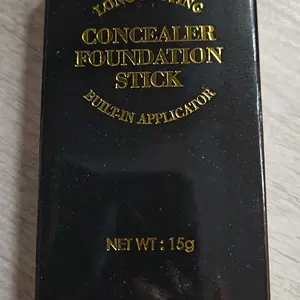 CONCEALER
FOUNDATION
STICK
BUILT-IN APPLICATOR
NET WT : 15g